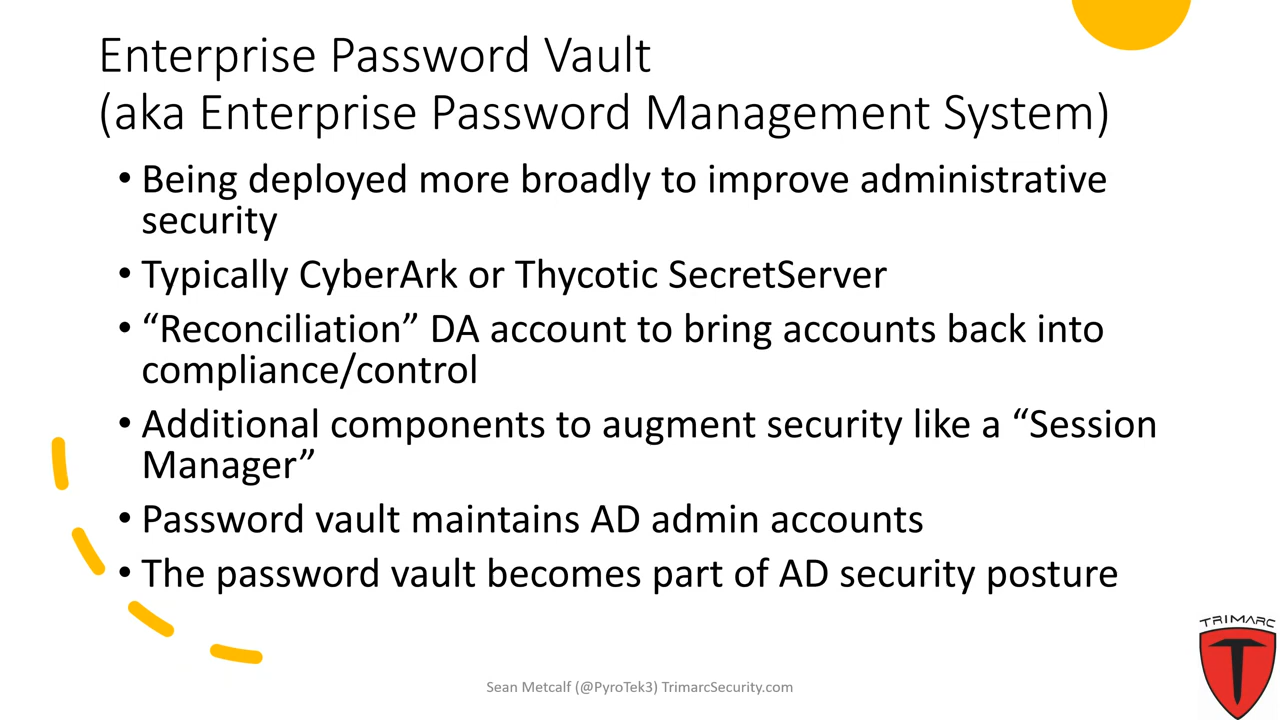 Enterprise Password Vault
(aka Enterprise Password Management System)
• Being deployed more broadly to improve administrative
security
• Typically CyberArk or Thycotic SecretServer
• “Reconciliation” DA account to bring accounts back into
compliance/control
• Additional components to augment security like a “Session
Manager”
• Password vault maintains AD admin accounts
• The password vault becomes part of AD security posture
TRIMARC
Sean Metcalf (@PyroTek3) TrimarcSecurity.com